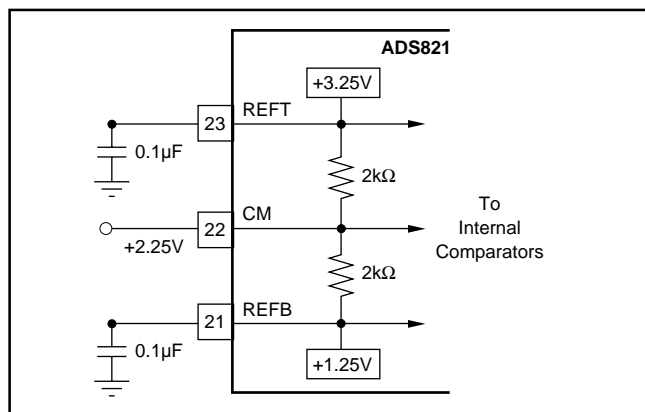 ADS821
+3.25V
REFT
23
0.1µF
2kΩ
To
Internal
Comparators
CM
22
+2.25V
2kΩ
REFB
21
0.1µF
+1.25V